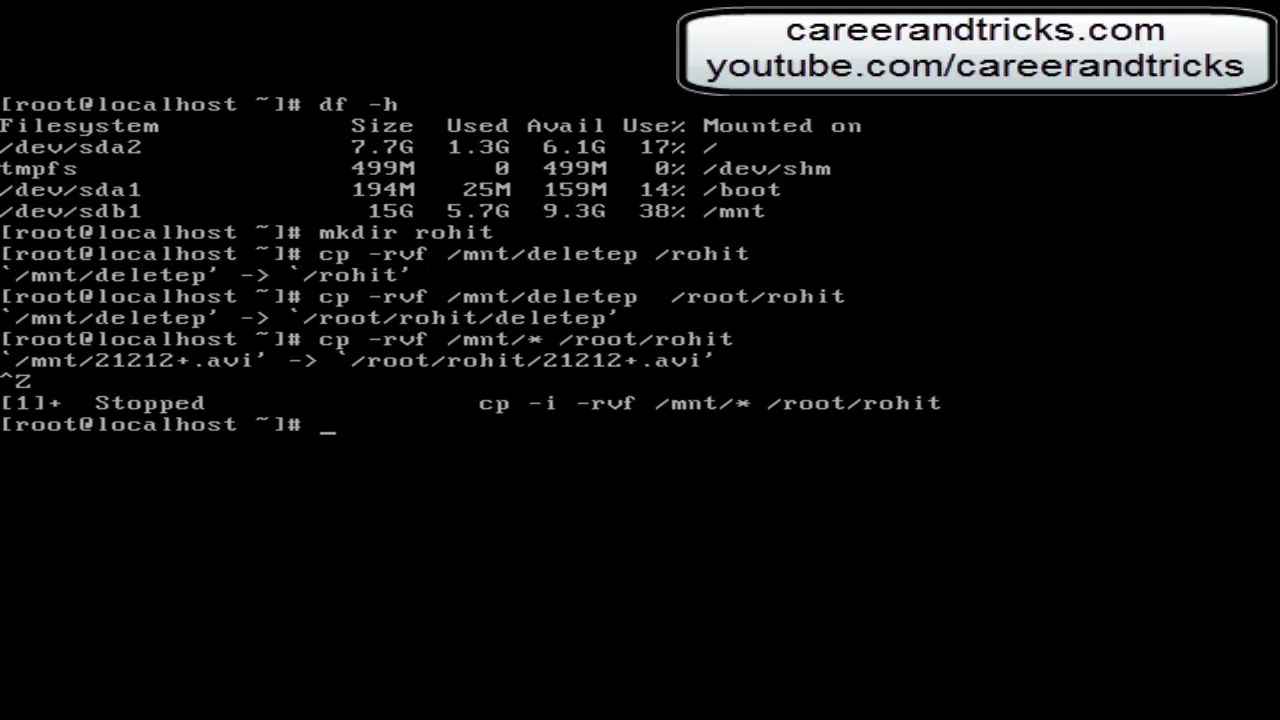 careerandtricks.com
youtube.com/careerandtricks
[root@localhost ~]# df -h
Filesystem            Size  Used Avail Use% Mounted on
/dev/sda2             7.7G  1.3G  6.1G  17% /
tmpfs                 499M     0  499M   0% /dev/shm
/dev/sda1             194M   25M  159M  14% /boot
/dev/sdb1              15G  5.7G  9.3G  38% /mnt
[root@localhost ~]# mkdir rohit
[root@localhost ~]# cp -rvf /mnt/deletep /rohit
`/mnt/deletep' -> `/rohit'
[root@localhost ~]# cp -rvf /mnt/deletep  /root/rohit
`/mnt/deletep' -> `/root/rohit/deletep'
[root@localhost ~]# cp -rvf /mnt/* /root/rohit
`/mnt/21212+.avi' -> `/root/rohit/21212+.avi'
^Z
[1]+  Stopped                 cp -i -rvf /mnt/* /root/rohit
[root@localhost ~]# _